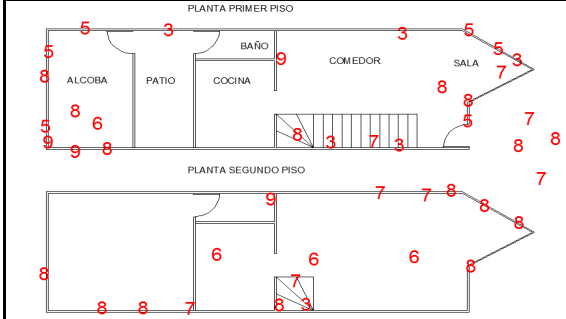 PLANTA PRIMER PISO
5 3 3 5
5 BAÑO 5
9 COMEDOR SALA 3
8 ALCOBA PATIO COCINA 7
8 8 8
5 6 5 7
9 8 3 7 3 8 8
9 8
PLANTA SEGUNDO PISO
7
9 7 7 8 8
8
6 6 6 8
8 7
8 8 7 8 3